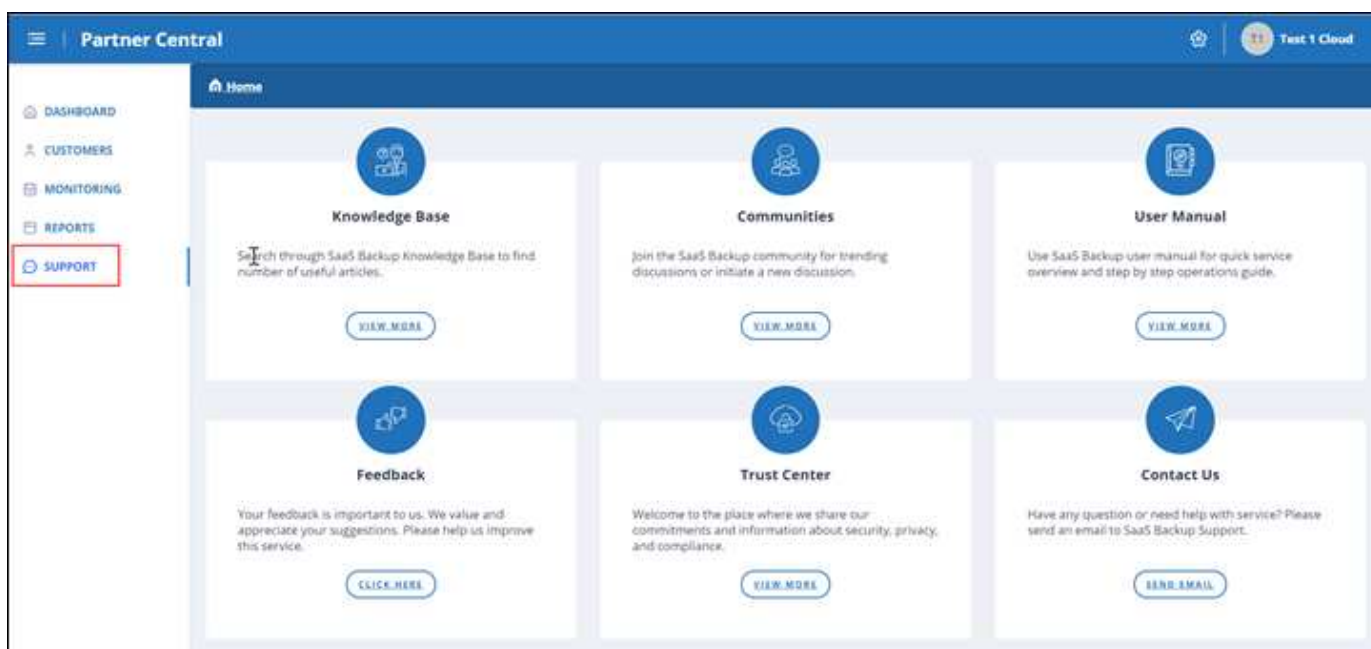 Partner Central
T1 Test 1 Cloud
Home
DASHBOARD
CUSTOMERS
MONITORING
REPORTS
SUPPORT
Knowledge Base
Search through SaaS Backup Knowledge Base to find
number of useful articles.
VIEW MORE
Communities
Join the SaaS Backup community for trending
discussions or initiate a new discussion.
VIEW MORE
User Manual
Use SaaS Backup user manual for quick service
overview and step by step operations guide.
VIEW MORE
Feedback
Your feedback is important to us. We value and
appreciate your suggestions. Please help us improve
this service.
CLICK HERE
Trust Center
Welcome to the place where we share our
commitments and information about security, privacy,
and compliance.
VIEW MORE
Contact Us
Have any question or need help with service? Please
send an email to SaaS Backup Support.
SEND EMAIL